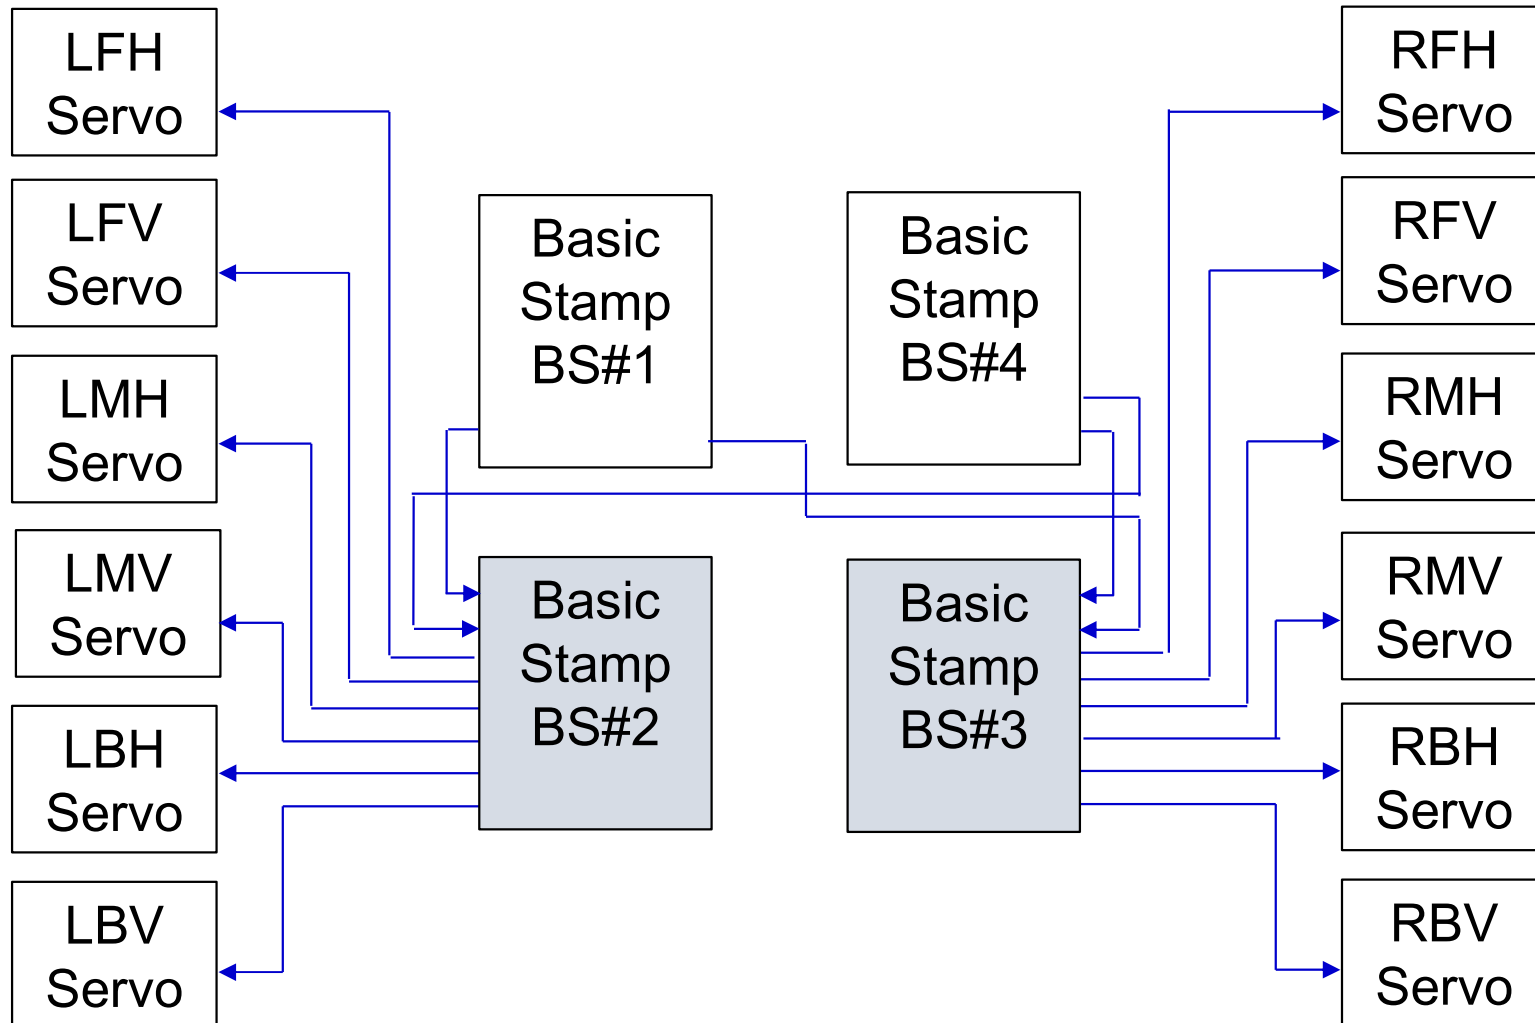 LFH
Servo
LFV
Servo
LMH
Servo
LMV
Servo
LBH
Servo
LBV
Servo
Basic
Stamp
BS#1
Basic
Stamp
BS#2
Basic
Stamp
BS#4
Basic
Stamp
BS#3
RFH
Servo
RFV
Servo
RMH
Servo
RMV
Servo
RBH
Servo
RBV
Servo